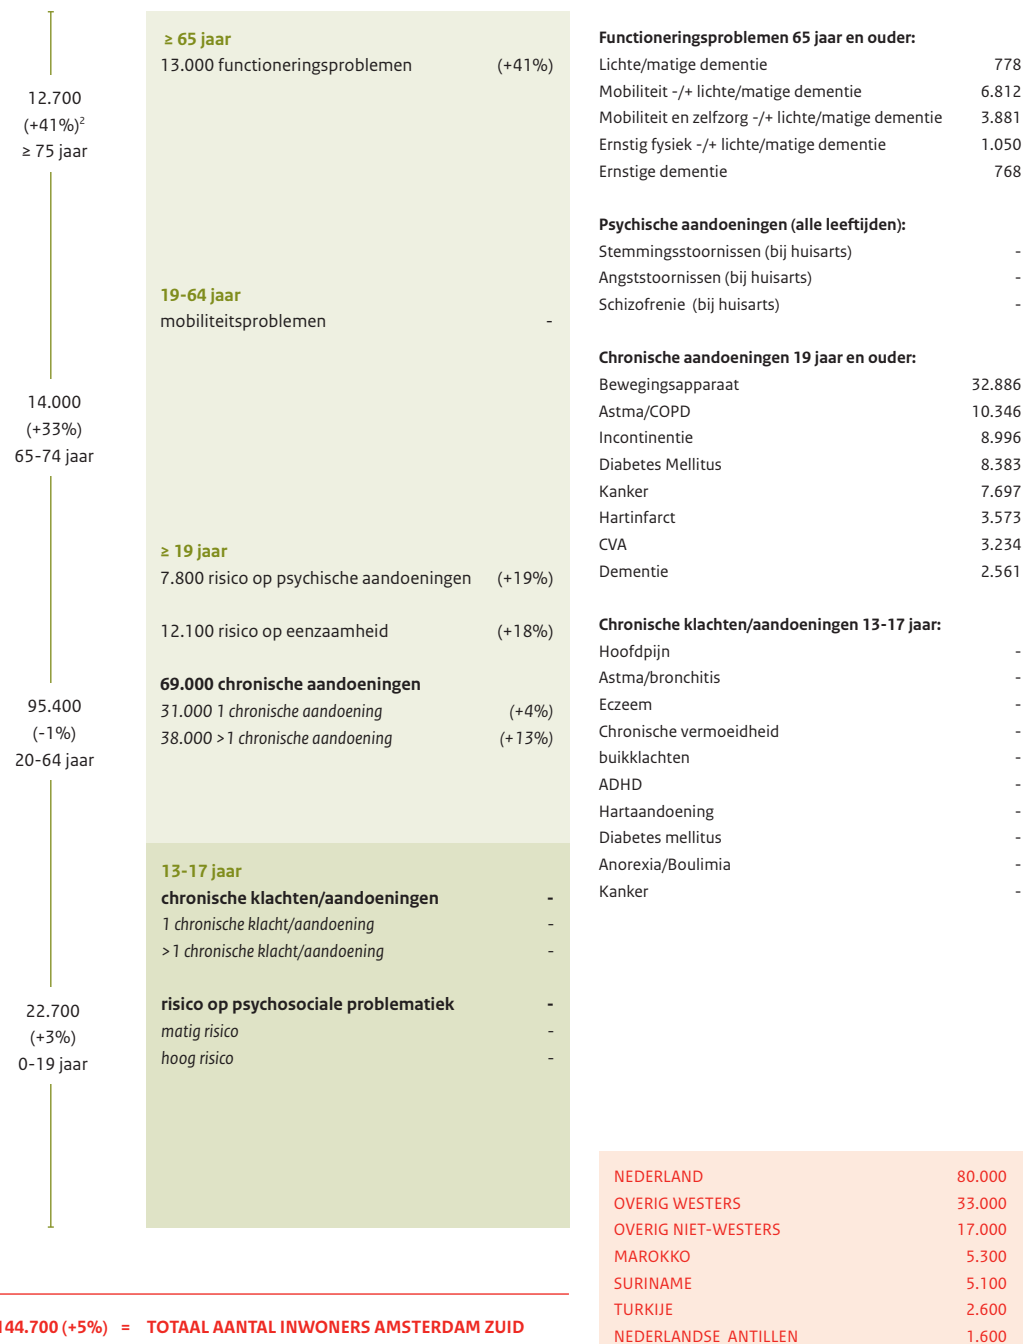 12.700
(+41%)²
≥ 75 jaar
14.000
(+33%)
65-74 jaar
95.400
(-1%)
20-64 jaar
22.700
(+3%)
0-19 jaar
≥ 65 jaar
13.000 functioneringsproblemen (+41%)
19-64 jaar
mobiliteitsproblemen -
≥ 19 jaar
7.800 risico op psychische aandoeningen (+19%)
12.100 risico op eenzaamheid (+18%)
69.000 chronische aandoeningen
31.000 1 chronische aandoening (+4%)
38.000 >1 chronische aandoening (+13%)
13-17 jaar
chronische klachten/aandoeningen -
1 chronische klacht/aandoening -
>1 chronische klacht/aandoening -
risico op psychosociale problematiek -
matig risico -
hoog risico -
144.700 (+5%) = TOTAAL AANTAL INWONERS AMSTERDAM ZUID
Functioneringsproblemen 65 jaar en ouder:
Lichte/matige dementie 778
Mobiliteit -/+ lichte/matige dementie 6.812
Mobiliteit en zelfzorg -/+ lichte/matige dementie 3.881
Ernstig fysiek -/+ lichte/matige dementie 1.050
Ernstige dementie 768
Psychische aandoeningen (alle leeftijden):
Stemmingsstoornissen (bij huisarts) -
Angststoornissen (bij huisarts) -
Schizofrenie (bij huisarts) -
Chronische aandoeningen 19 jaar en ouder:
Bewegingsapparaat 32.886
Astma/COPD 10.346
Incontinentie 8.996
Diabetes Mellitus 8.383
Kanker 7.697
Hartinfarct 3.573
CVA 3.234
Dementie 2.561
Chronische klachten/aandoeningen 13-17 jaar:
Hoofdpijn -
Astma/bronchitis -
Eczeem -
Chronische vermoeidheid -
buikklachten -
ADHD -
Hartaandoening -
Diabetes mellitus -
Anorexia/Boulimia -
Kanker -
NEDERLAND 80.000
OVERIG WESTERS 33.000
OVERIG NIET-WESTERS 17.000
MAROKKO 5.300
SURINAME 5.100
TURKIJE 2.600
NEDERLANDSE ANTILLEN 1.600